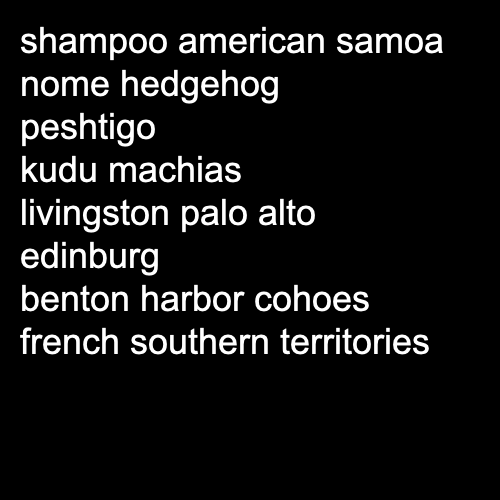 shampoo american samoa
nome hedgehog
peshtigo
kudu machias
livingston palo alto
edinburg
benton harbor cohoes
french southern territories